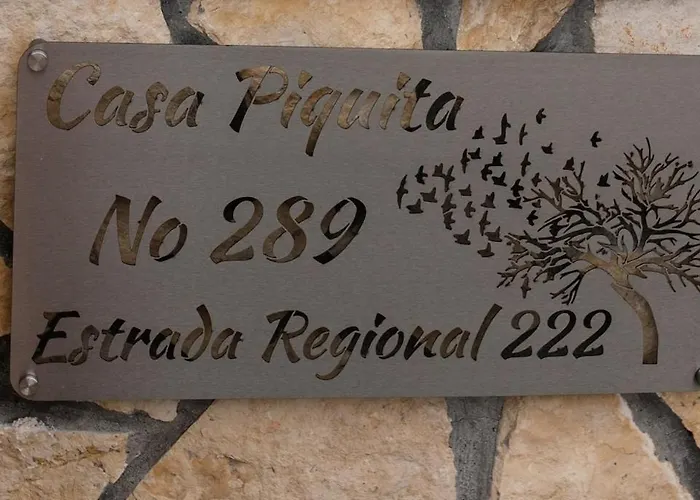 Casa Piquita
No 289
Estrada Regional 222